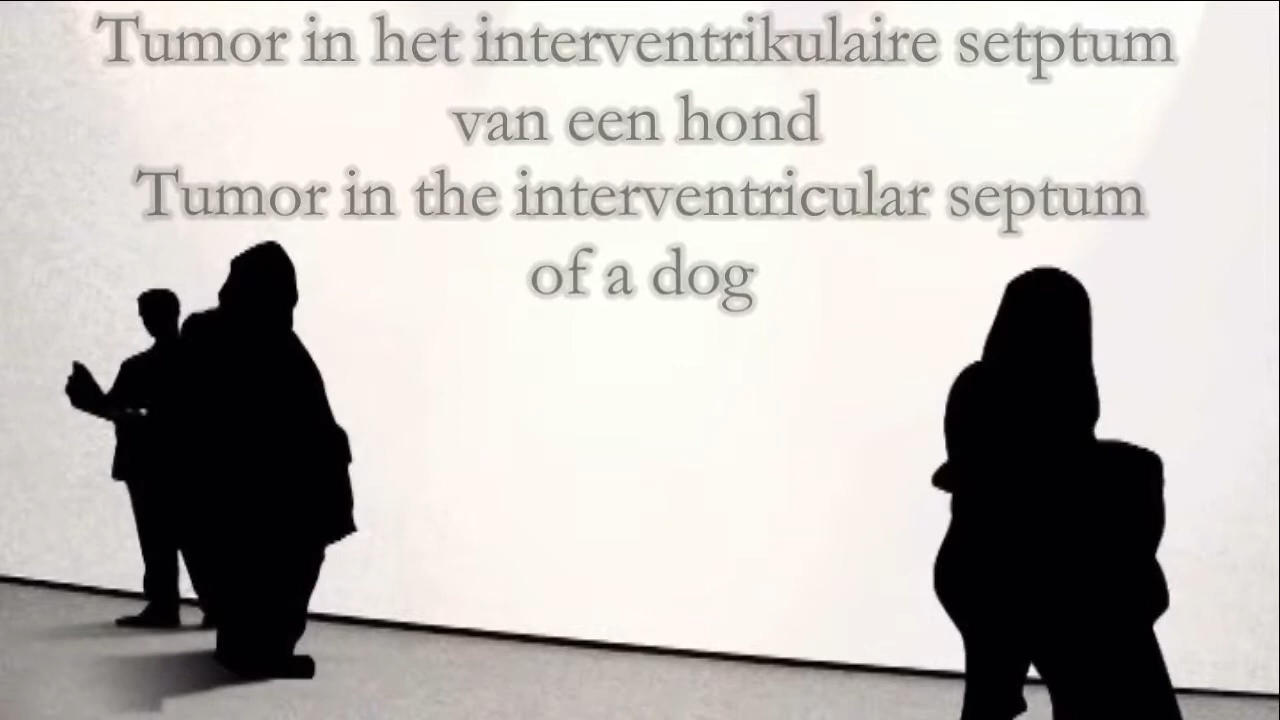 Tumor in het interventrikulaire setptum
van een hond
Tumor in the interventricular septum
of a dog